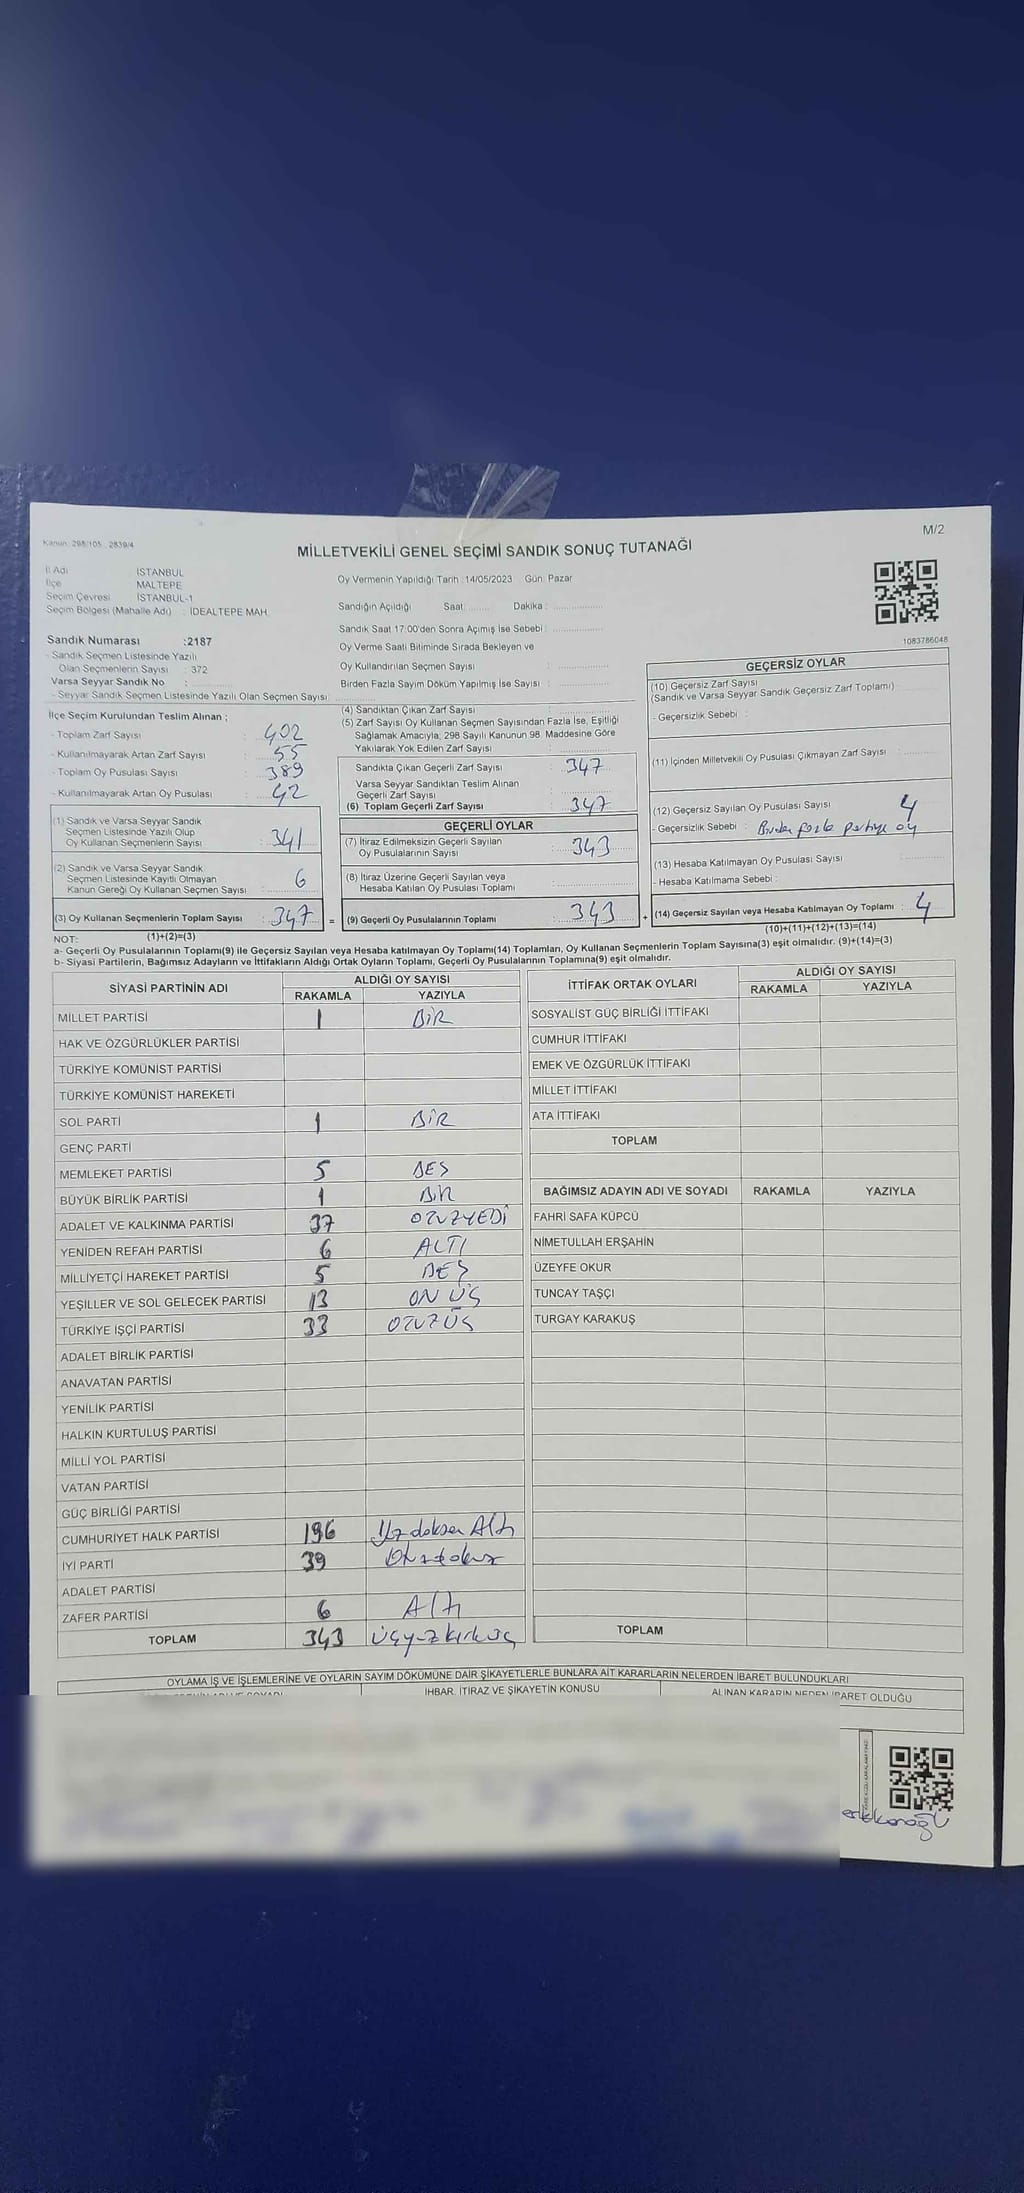 M/2
Kanun: 298/105 , 2839/4
MİLLETVEKİLİ GENEL SEÇİMİ SANDIK SONUÇ TUTANAĞI
İl Adı : İSTANBUL
İlçe : MALTEPE
Seçim Çevresi : İSTANBUL-1
Seçim Bölgesi (Mahalle Adı) : İDEALTEPE MAH.
Sandık Numarası :2187
- Sandık Seçmen Listesinde Yazılı
Olan Seçmenlerin Sayısı : 372
Varsa Seyyar Sandık No :
- Seyyar Sandık Seçmen Listesinde Yazılı Olan Seçmen Sayısı
Oy Vermenin Yapıldığı Tarih :14/05/2023 Gün: Pazar
Sandığın Açıldığı Saat: Dakika :
Sandık Saat 17:00'den Sonra Açımış İse Sebebi :
Oy Verme Saati Bitiminde Sırada Bekleyen ve
Oy Kullandırılan Seçmen Sayısı :
Birden Fazla Sayım Döküm Yapılmış İse Sayısı :
1083786048
İlçe Seçim Kurulundan Teslim Alınan ;
- Toplam Zarf Sayısı : 402
- Kullanılmayarak Artan Zarf Sayısı : 55
- Toplam Oy Pusulası Sayısı : 389
- Kullanılmayarak Artan Oy Pusulası : 42
(1) Sandık ve Varsa Seyyar Sandık
Seçmen Listesinde Yazılı Olup
Oy Kullanan Seçmenlerin Sayısı : 341
(2) Sandık ve Varsa Seyyar Sandık
Seçmen Listesinde Kayıtlı Olmayan
Kanun Gereği Oy Kullanan Seçmen Sayısı : 6
(3) Oy Kullanan Seçmenlerin Toplam Sayısı : 347 =
(1)+(2)=(3)
(4) Sandıktan Çıkan Zarf Sayısı :
(5) Zarf Sayısı Oy Kullanan Seçmen Sayısından Fazla İse, Eşitliği
Sağlamak Amacıyla; 298 Sayılı Kanunun 98. Maddesine Göre
Yakılarak Yok Edilen Zarf Sayısı :
Sandıkta Çıkan Geçerli Zarf Sayısı : 347
Varsa Seyyar Sandıktan Teslim Alınan
Geçerli Zarf Sayısı :
(6) Toplam Geçerli Zarf Sayısı : 347
GEÇERLİ OYLAR
(7) İtiraz Edilmeksizin Geçerli Sayılan
Oy Pusulalarının Sayısı : 343
(8) İtiraz Üzerine Geçerli Sayılan veya
Hesaba Katılan Oy Pusulası Toplamı :
(9) Geçerli Oy Pusulalarının Toplamı : 343 +
GEÇERSİZ OYLAR
(10) Geçersiz Zarf Sayısı
(Sandık ve Varsa Seyyar Sandık Geçersiz Zarf Toplamı)
- Geçersizlik Sebebi :
(11) İçinden Milletvekili Oy Pusulası Çıkmayan Zarf Sayısı :
(12) Geçersiz Sayılan Oy Pusulası Sayısı : 4
- Geçersizlik Sebebi : Birden fazla partiye oy
(13) Hesaba Katılmayan Oy Pusulası Sayısı :
- Hesaba Katılmama Sebebi :
(14) Geçersiz Sayılan veya Hesaba Katılmayan Oy Toplamı : 4
(10)+(11)+(12)+(13)=(14)
NOT:
a- Geçerli Oy Pusulalarının Toplamı(9) ile Geçersiz Sayılan veya Hesaba katılmayan Oy Toplamı(14) Toplamları, Oy Kullanan Seçmenlerin Toplam Sayısına(3) eşit olmalıdır. (9)+(14)=(3)
b- Siyasi Partilerin, Bağımsız Adayların ve İttifakların Aldığı Ortak Oyların Toplamı, Geçerli Oy Pusulalarının Toplamına(9) eşit olmalıdır.
SİYASİ PARTİNİN ADI ALDIĞI OY SAYISI
RAKAMLA YAZIYLA
MİLLET PARTİSİ 1 BİR
HAK VE ÖZGÜRLÜKLER PARTİSİ
TÜRKİYE KOMÜNİST PARTİSİ
TÜRKİYE KOMÜNİST HAREKETİ
SOL PARTİ 1 BİR
GENÇ PARTİ
MEMLEKET PARTİSİ 5 BEŞ
BÜYÜK BİRLİK PARTİSİ 1 BİR
ADALET VE KALKINMA PARTİSİ 37 OTUZYEDİ
YENİDEN REFAH PARTİSİ 6 ALTI
MİLLİYETÇİ HAREKET PARTİSİ 5 BEŞ
YEŞİLLER VE SOL GELECEK PARTİSİ 13 ON ÜÇ
TÜRKİYE İŞÇİ PARTİSİ 33 OTUZÜÇ
ADALET BİRLİK PARTİSİ
ANAVATAN PARTİSİ
YENİLİK PARTİSİ
HALKIN KURTULUŞ PARTİSİ
MİLLİ YOL PARTİSİ
VATAN PARTİSİ
GÜÇ BİRLİĞİ PARTİSİ
CUMHURİYET HALK PARTİSİ 196 Yüz doksan Altı
İYİ PARTİ 39 Otuzdokuz
ADALET PARTİSİ
ZAFER PARTİSİ 6 Altı
TOPLAM 343 Üçyüzkırküç
İTTİFAK ORTAK OYLARI ALDIĞI OY SAYISI
RAKAMLA YAZIYLA
SOSYALİST GÜÇ BİRLİĞİ İTTİFAKI
CUMHUR İTTİFAKI
EMEK VE ÖZGÜRLÜK İTTİFAKI
MİLLET İTTİFAKI
ATA İTTİFAKI
TOPLAM
BAĞIMSIZ ADAYIN ADI VE SOYADI RAKAMLA YAZIYLA
FAHRİ SAFA KÜPCÜ
NİMETULLAH ERŞAHİN
ÜZEYFE OKUR
TUNCAY TAŞÇI
TURGAY KARAKUŞ
TOPLAM
OYLAMA İŞ VE İŞLEMLERİNE VE OYLARIN SAYIM DÖKÜMÜNE DAİR ŞİKAYETLERLE BUNLARA AİT KARARLARIN NELERDEN İBARET BULUNDUKLARI
İHBAR, İTİRAZ VE ŞİKAYETİN KONUSU
ALINAN KARARIN NEDEN İBARET OLDUĞU